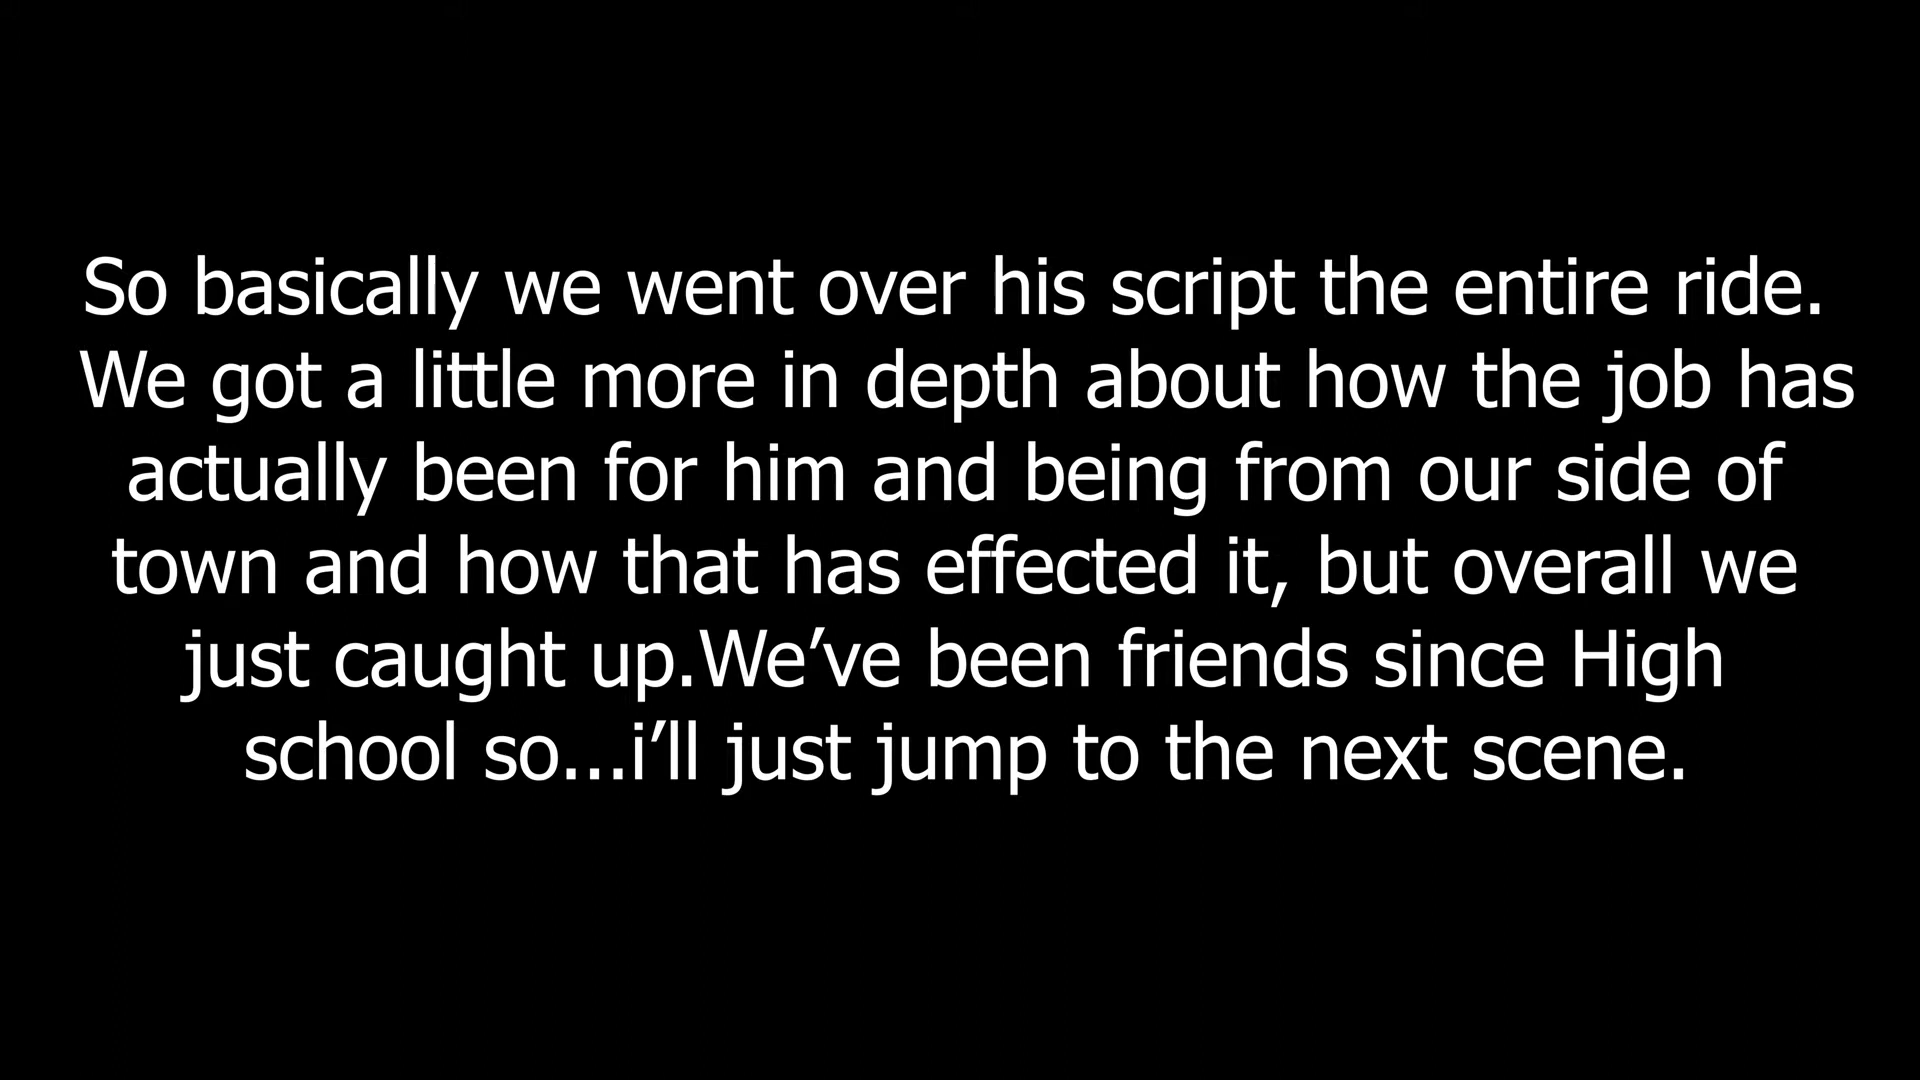 So basically we went over his script the entire ride.
We got a little more in depth about how the job has
actually been for him and being from our side of
town and how that has effected it, but overall we
just caught up.We’ve been friends since High
school so...i’ll just jump to the next scene.